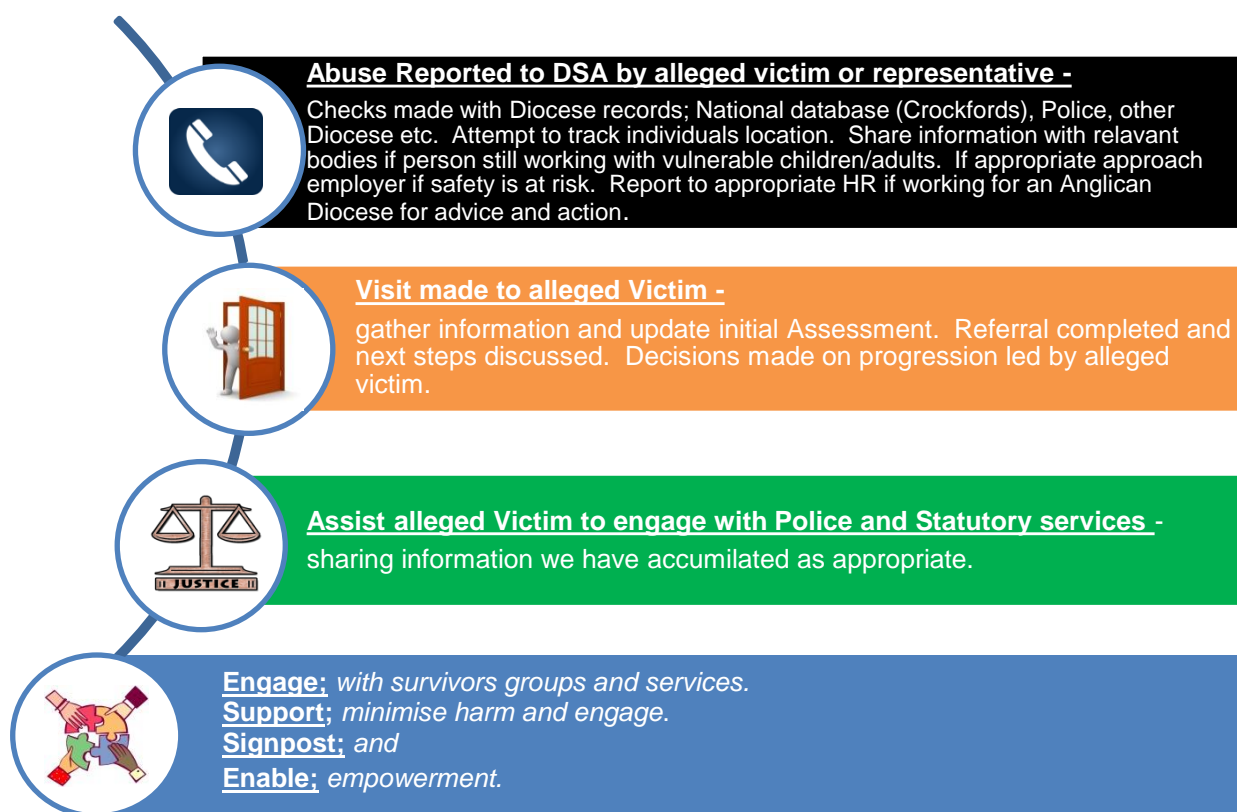 Abuse Reported to DSA by alleged victim or representative -
Checks made with Diocese records; National database (Crockfords), Police, other
Diocese etc. Attempt to track individuals location. Share information with relavant
bodies if person still working with vulnerable children/adults. If appropriate approach
employer if safety is at risk. Report to appropriate HR if working for an Anglican
Diocese for advice and action.
Visit made to alleged Victim -
gather information and update initial Assessment. Referral completed and
next steps discussed. Decisions made on progression led by alleged
victim.
Assist alleged Victim to engage with Police and Statutory services -
sharing information we have accumilated as appropriate.
JUSTICE
Engage; with survivors groups and services.
Support; minimise harm and engage.
Signpost; and
Enable; empowerment.